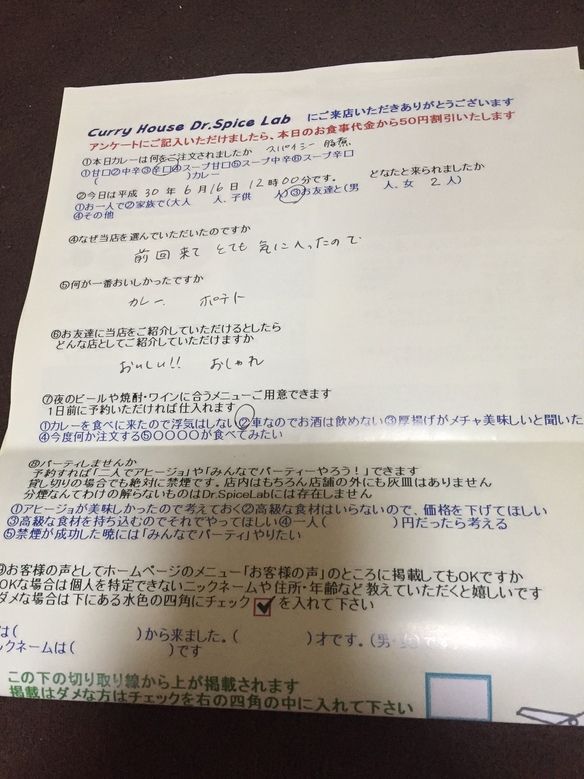 Curry House Dr.Spice Lab にご来店いただきありがとうございます
アンケートにご記入いただけましたら、本日のお食事代金から50円割引いたします
①本日カレーは何をご注文されましたか スパイシー 豚蕉
①甘口②中辛③辛口④スープ甘口⑤スープ中辛⑥スープ辛口
( )カレー
②今日は平成 30 年 6 月 16 日 12 時 00 分です。 どなたと来られましたか
①お一人で②家族で(大人 人、子供 人)③お友達と(男 人、女 2 人)
④その他
④なぜ当店を選んでいただいたのですか
前回 来て とても 気に入ったので
⑤何が一番おいしかったですか
カレー、 ポテト
⑥お友達に当店をご紹介していただけるとしたら
どんな店としてご紹介していただけますか
おいしい!! おしゃれ
⑦夜のビールや焼酎・ワインに合うメニューご用意できます
1日前に予約いただければ仕入れます
①カレーを食べに来たので浮気はしない②車なのでお酒は飲めない③厚揚げがメチャ美味しいと聞いた
④今度何か注文する⑤〇〇〇〇が食べてみたい
⑧パーティしませんか
予約すれば「二人でアヒージョ」や「みんなでパーティーやろう!」できます
貸し切りの場合でも絶対に禁煙です。店内はもちろん店舗の外にも灰皿はありません
分煙なんてわけの解らないものはDr.SpiceLabには存在しません
①アヒージョが美味しかったので考えておく②高級な食材はいらないので、価格を下げてほしい
③高級な食材を持ち込むのでそれでやってほしい④一人( )円だったら考える
⑤禁煙が成功した暁には「みんなでパーティ」やりたい
⑨お客様の声としてホームページのメニュー「お客様の声」のところに掲載してもOKですか
OKな場合は個人を特定できないニックネームや住所・年齢など教えていただくと嬉しいです
ダメな場合は下にある水色の四角にチェック ☑ を入れて下さい
は( )から来ました。( )才です。(男・女)で
ックネームは( )です
この下の切り取り線から上が掲載されます
掲載はダメな方はチェックを右の四角の中に入れて下さい